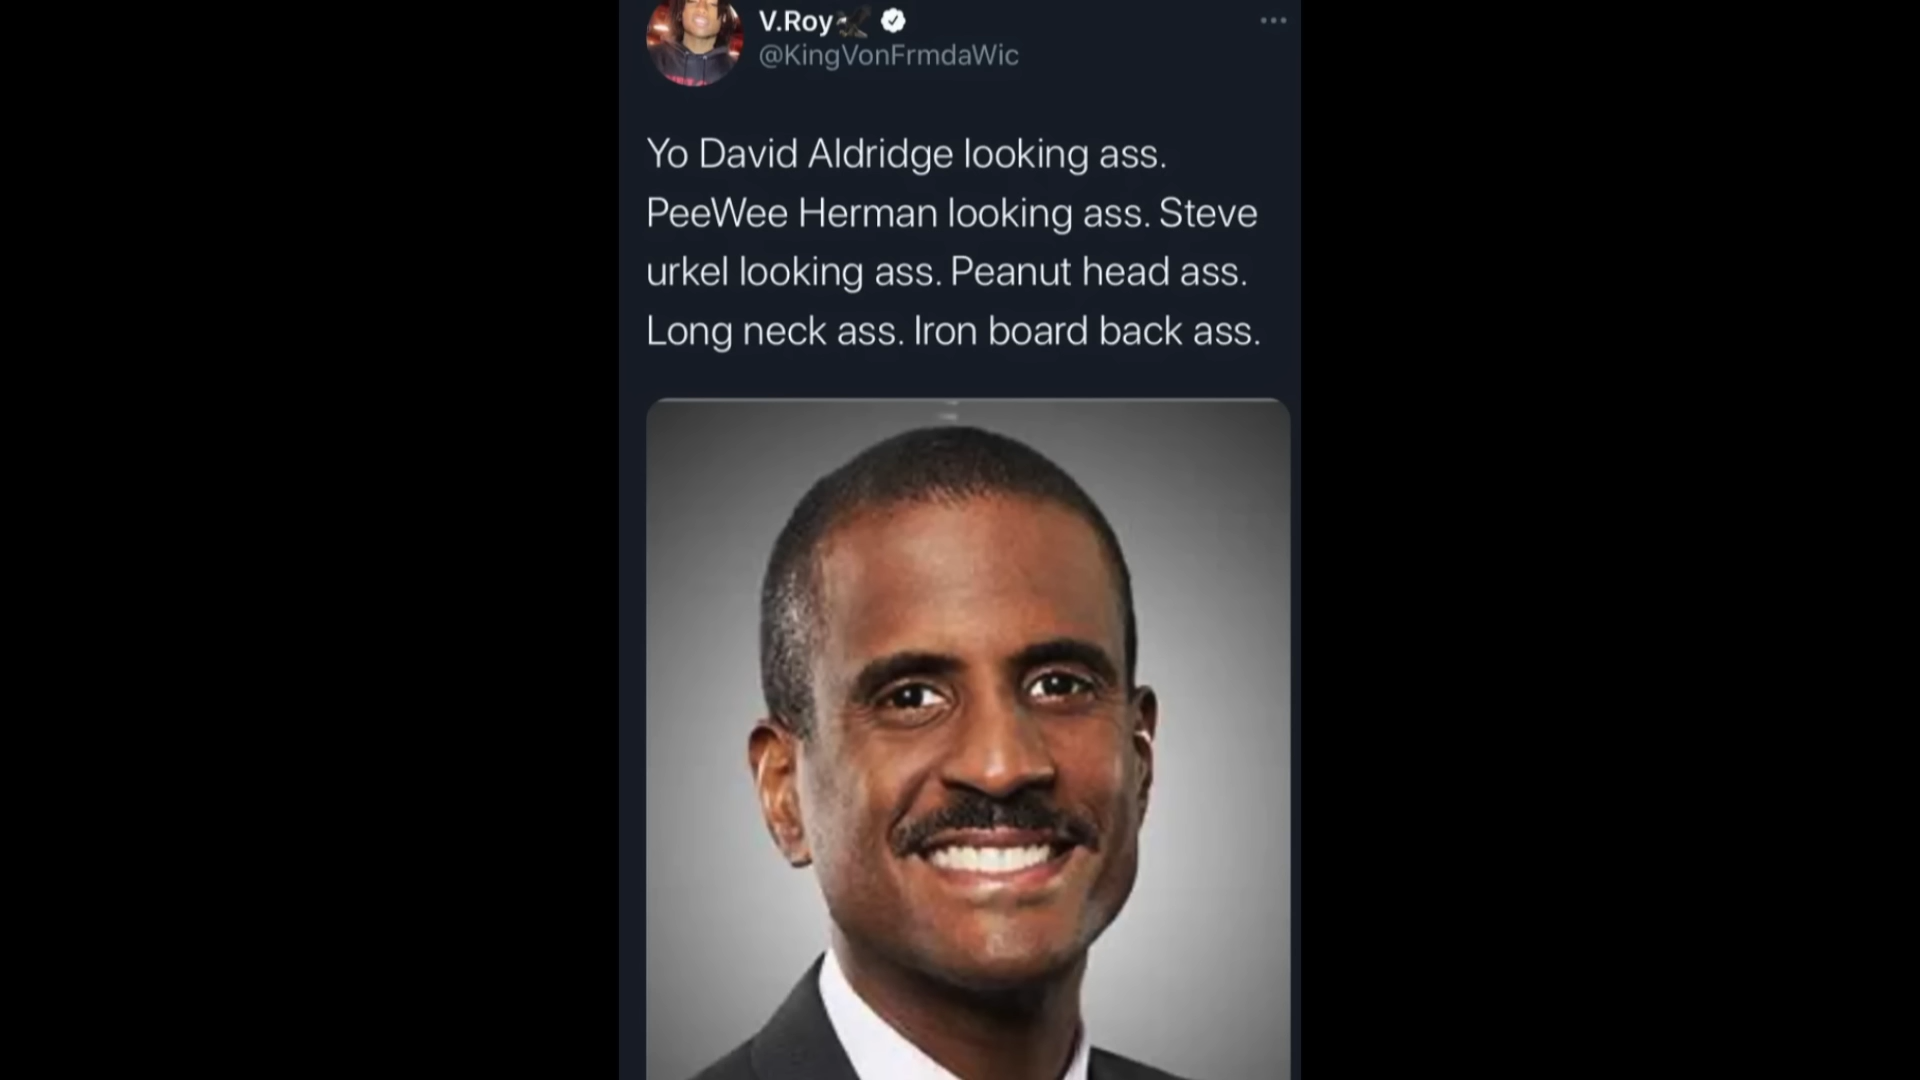 V.Roy
@KingVonFrmdaWic
Yo David Aldridge looking ass.
PeeWee Herman looking ass. Steve
urkel looking ass. Peanut head ass.
Long neck ass. Iron board back ass.